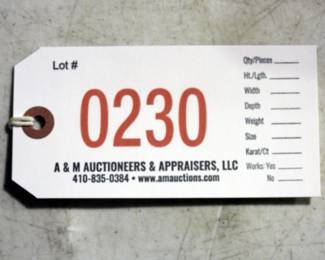 Lot #
0230
A & M AUCTIONEERS & APPRAISERS, LLC
410-835-0384 • www.amauctions.com
Qty/Pieces
Ht./Lgth.
Width
Depth
Weight
Size
Karat/Ct
Works: Yes
No